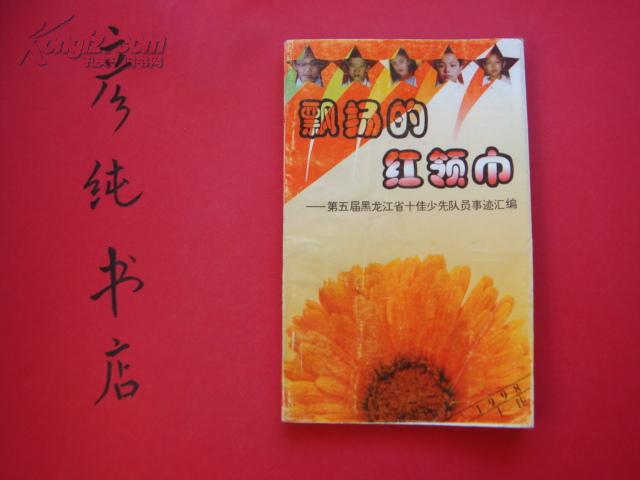 Kongfz.com
孔夫子旧书网
彦纯书店
飘扬的
红领巾
——第五届黑龙江省十佳少先队员事迹汇编
1998